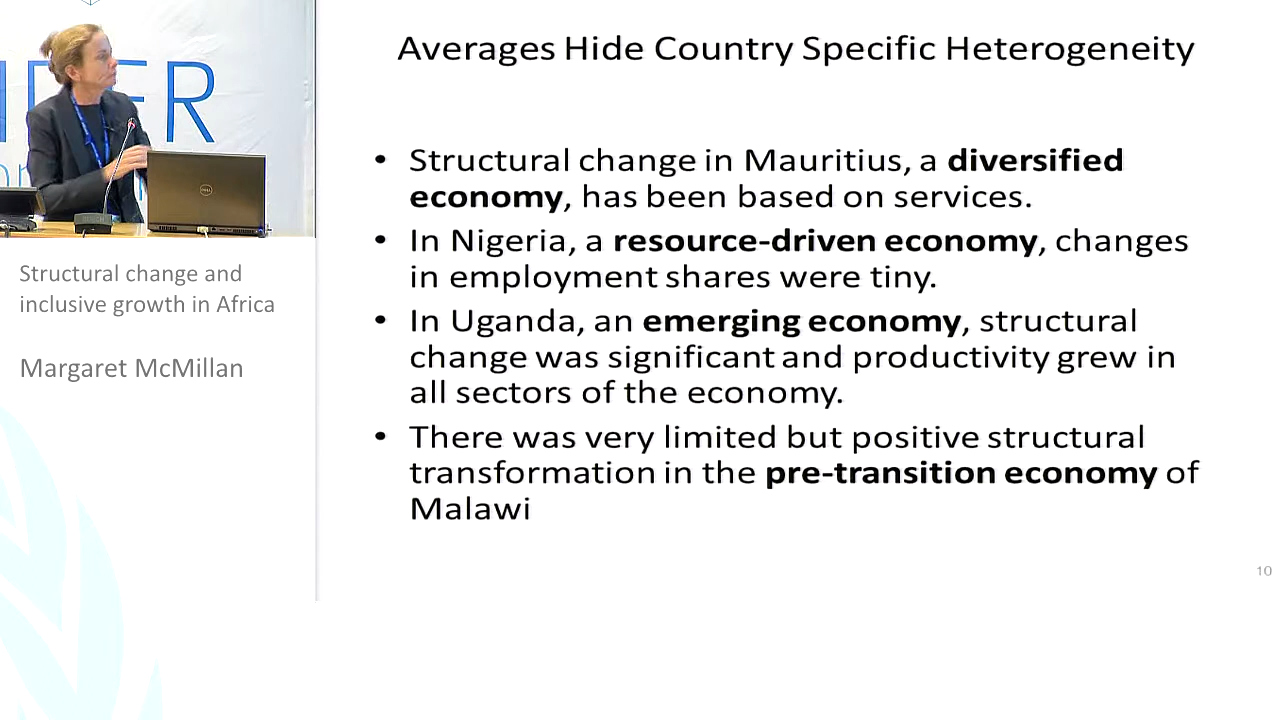 Averages Hide Country Specific Heterogeneity
• Structural change in Mauritius, a diversified
economy, has been based on services.
• In Nigeria, a resource-driven economy, changes
in employment shares were tiny.
• In Uganda, an emerging economy, structural
change was significant and productivity grew in
all sectors of the economy.
• There was very limited but positive structural
transformation in the pre-transition economy of
Malawi
10
Structural change and
inclusive growth in Africa
Margaret McMillan
DELL